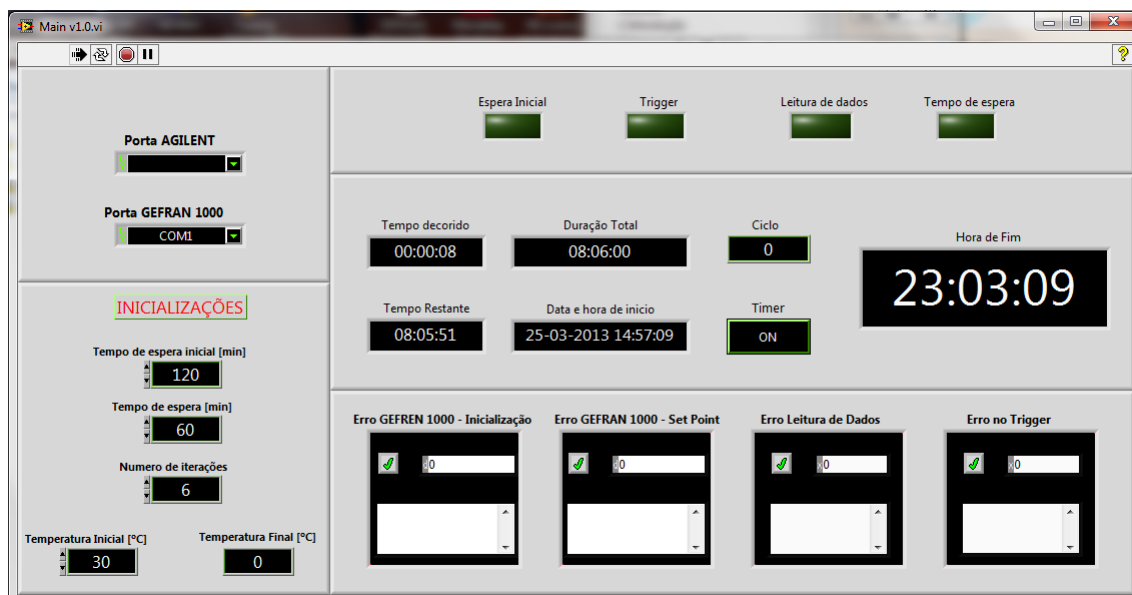 Main v1.0.vi
Porta AGILENT
Porta GEFRAN 1000
COM1
INICIALIZAÇÕES
Tempo de espera inicial [min]
120
Tempo de espera [min]
60
Numero de iterações
6
Temperatura Inicial [ºC]
Temperatura Final [ºC]
30
0
Espera Inicial
Trigger
Leitura de dados
Tempo de espera
Tempo decorido
Duração Total
Ciclo
00:00:08
08:06:00
0
Hora de Fim
23:03:09
Tempo Restante
Data e hora de inicio
Timer
08:05:51
25-03-2013 14:57:09
ON
Erro GEFREN 1000 - Inicialização
Erro GEFRAN 1000 - Set Point
Erro Leitura de Dados
Erro no Trigger
0
0
0
0